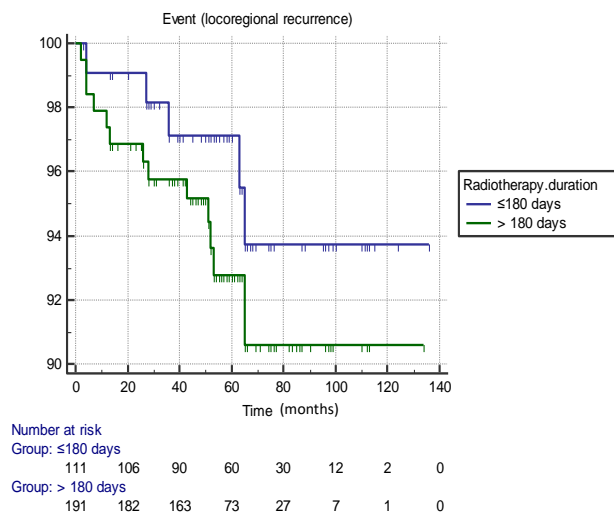 Event (locoregional recurrence)
100
98
96
94
92
90
0 20 40 60 80 100 120 140
Time (months)
Radiotherapy.duration
≤180 days
> 180 days
Number at risk
Group: ≤180 days
111 106 90 60 30 12 2 0
Group: > 180 days
191 182 163 73 27 7 1 0